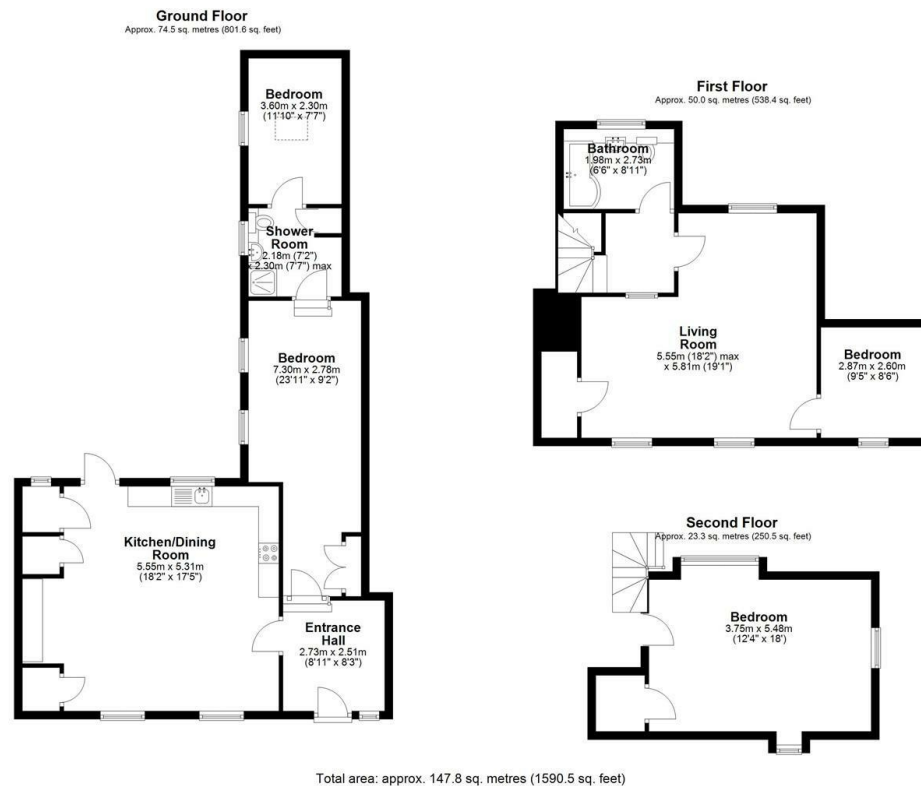 Ground Floor
Approx. 74.5 sq. metres (801.6 sq. feet)
Bedroom
3.60m x 2.30m
(11'10" x 7'7")
Shower
Room
2.18m (7'2")
x 2.30m (7'7") max
Bedroom
7.30m x 2.78m
(23'11" x 9'2")
Kitchen/Dining
Room
5.55m x 5.31m
(18'2" x 17'5")
Entrance
Hall
2.73m x 2.51m
(8'11" x 8'3")
First Floor
Approx. 50.0 sq. metres (538.4 sq. feet)
Bathroom
1.98m x 2.73m
(6'6" x 8'11")
Living
Room
5.55m (18'2") max
x 5.81m (19'1")
Bedroom
2.87m x 2.60m
(9'5" x 8'6")
Second Floor
Approx. 23.3 sq. metres (250.5 sq. feet)
Bedroom
3.75m x 5.48m
(12'4" x 18')
Total area: approx. 147.8 sq. metres (1590.5 sq. feet)